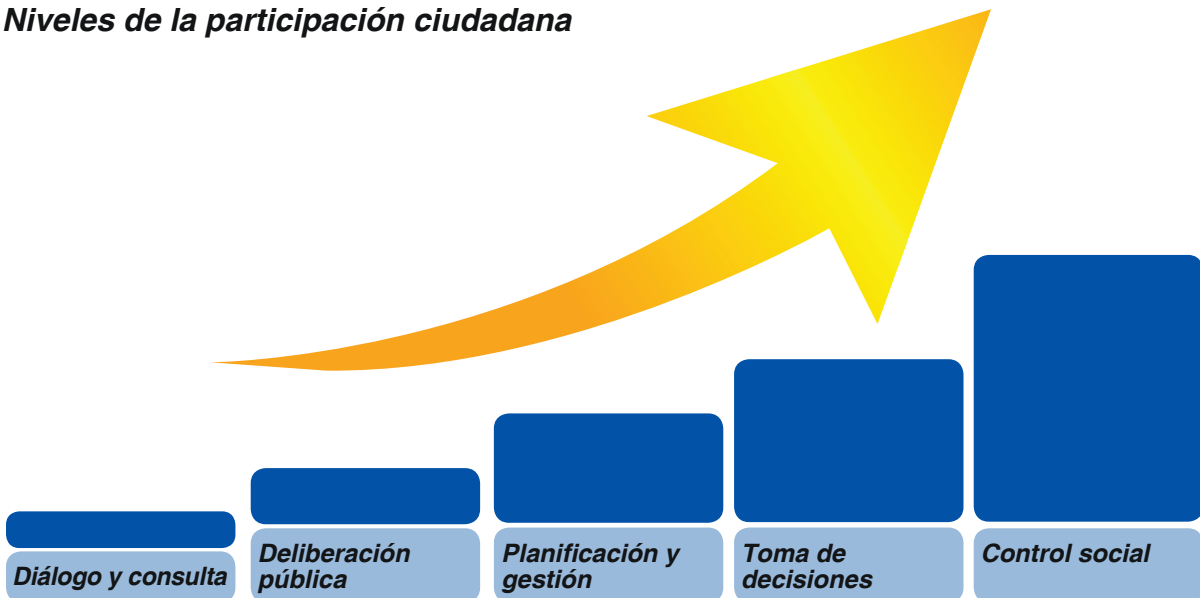 Niveles de la participación ciudadana
Diálogo y consulta
Deliberación
pública
Planificación y
gestión
Toma de
decisiones
Control social